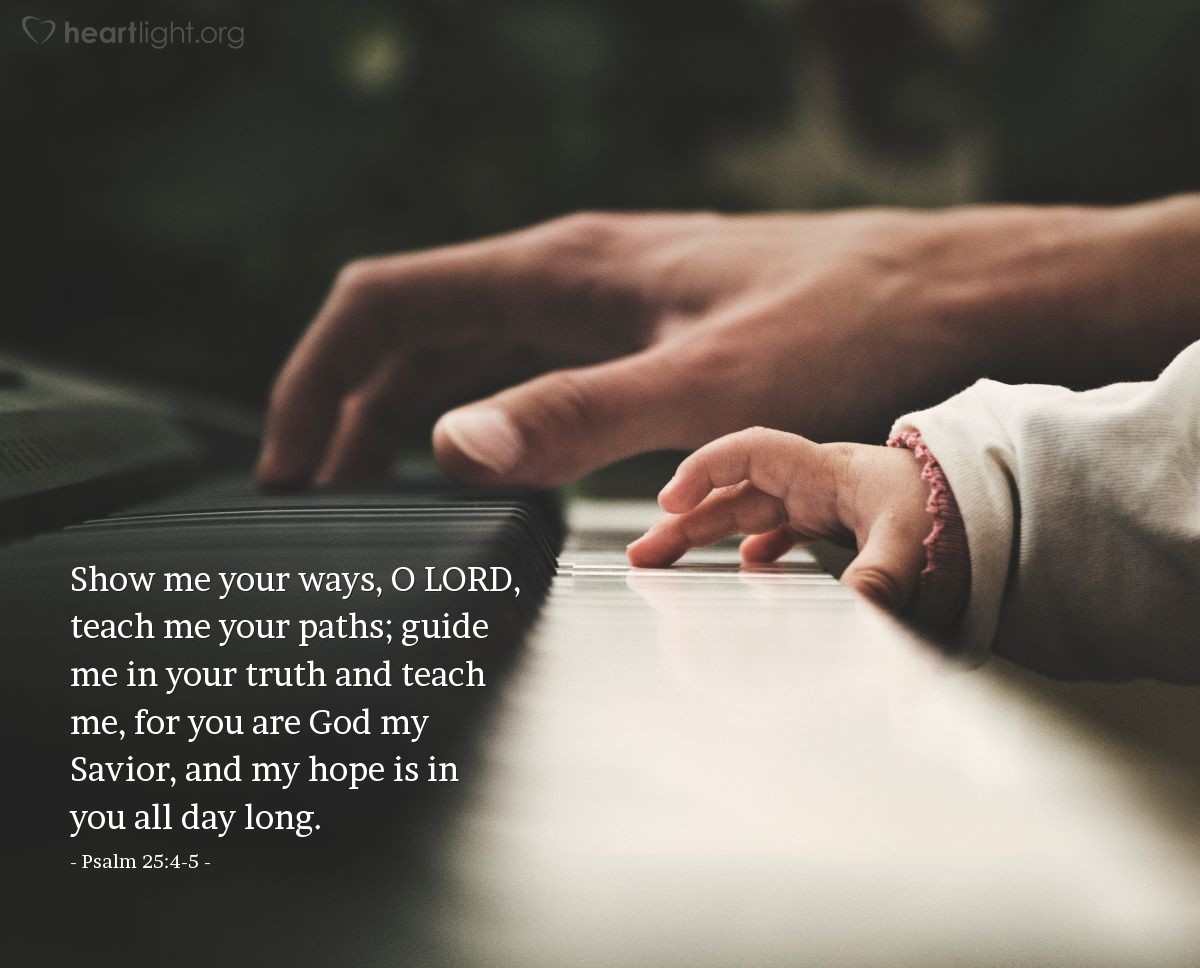 heartlight.org
Show me your ways, O LORD,
teach me your paths; guide
me in your truth and teach
me, for you are God my
Savior, and my hope is in
you all day long.
- Psalm 25:4-5 -